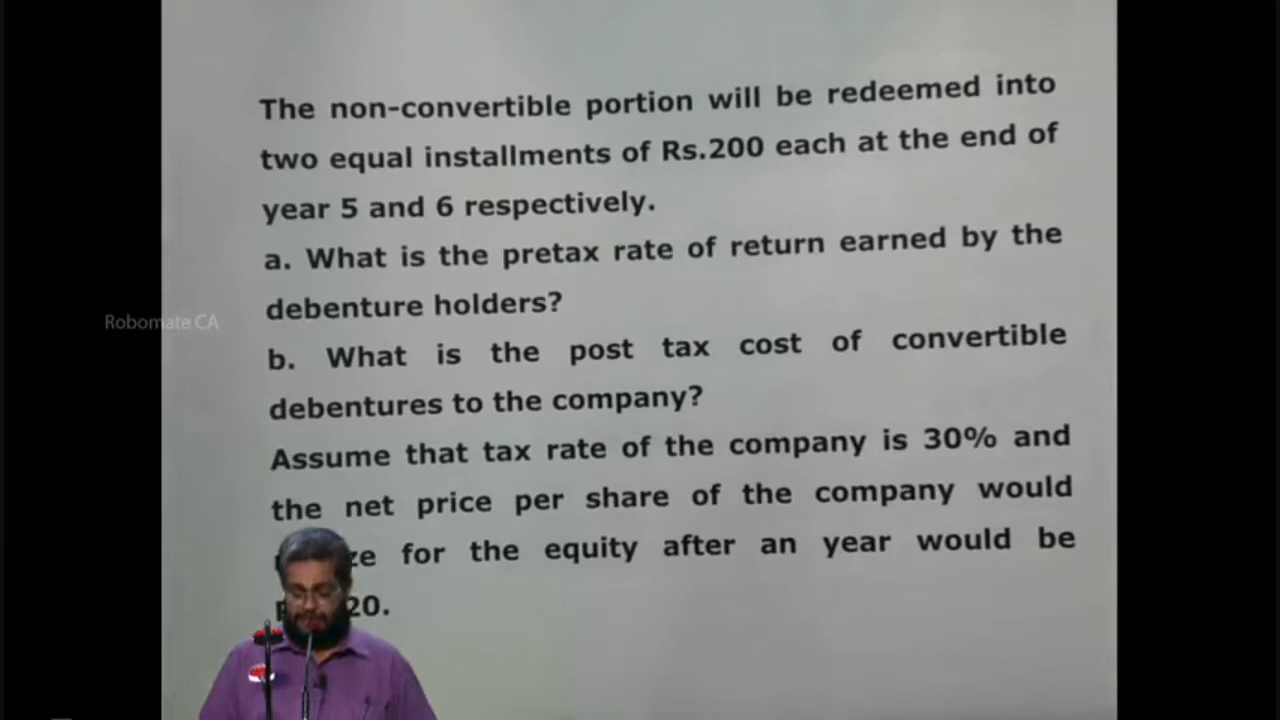 The non-convertible portion will be redeemed into
two equal installments of Rs.200 each at the end of
year 5 and 6 respectively.
a. What is the pretax rate of return earned by the
debenture holders?
b. What is the post tax cost of convertible
debentures to the company?
Assume that tax rate of the company is 30% and
the net price per share of the company would
for the equity after an year would be
20.
Robomate CA